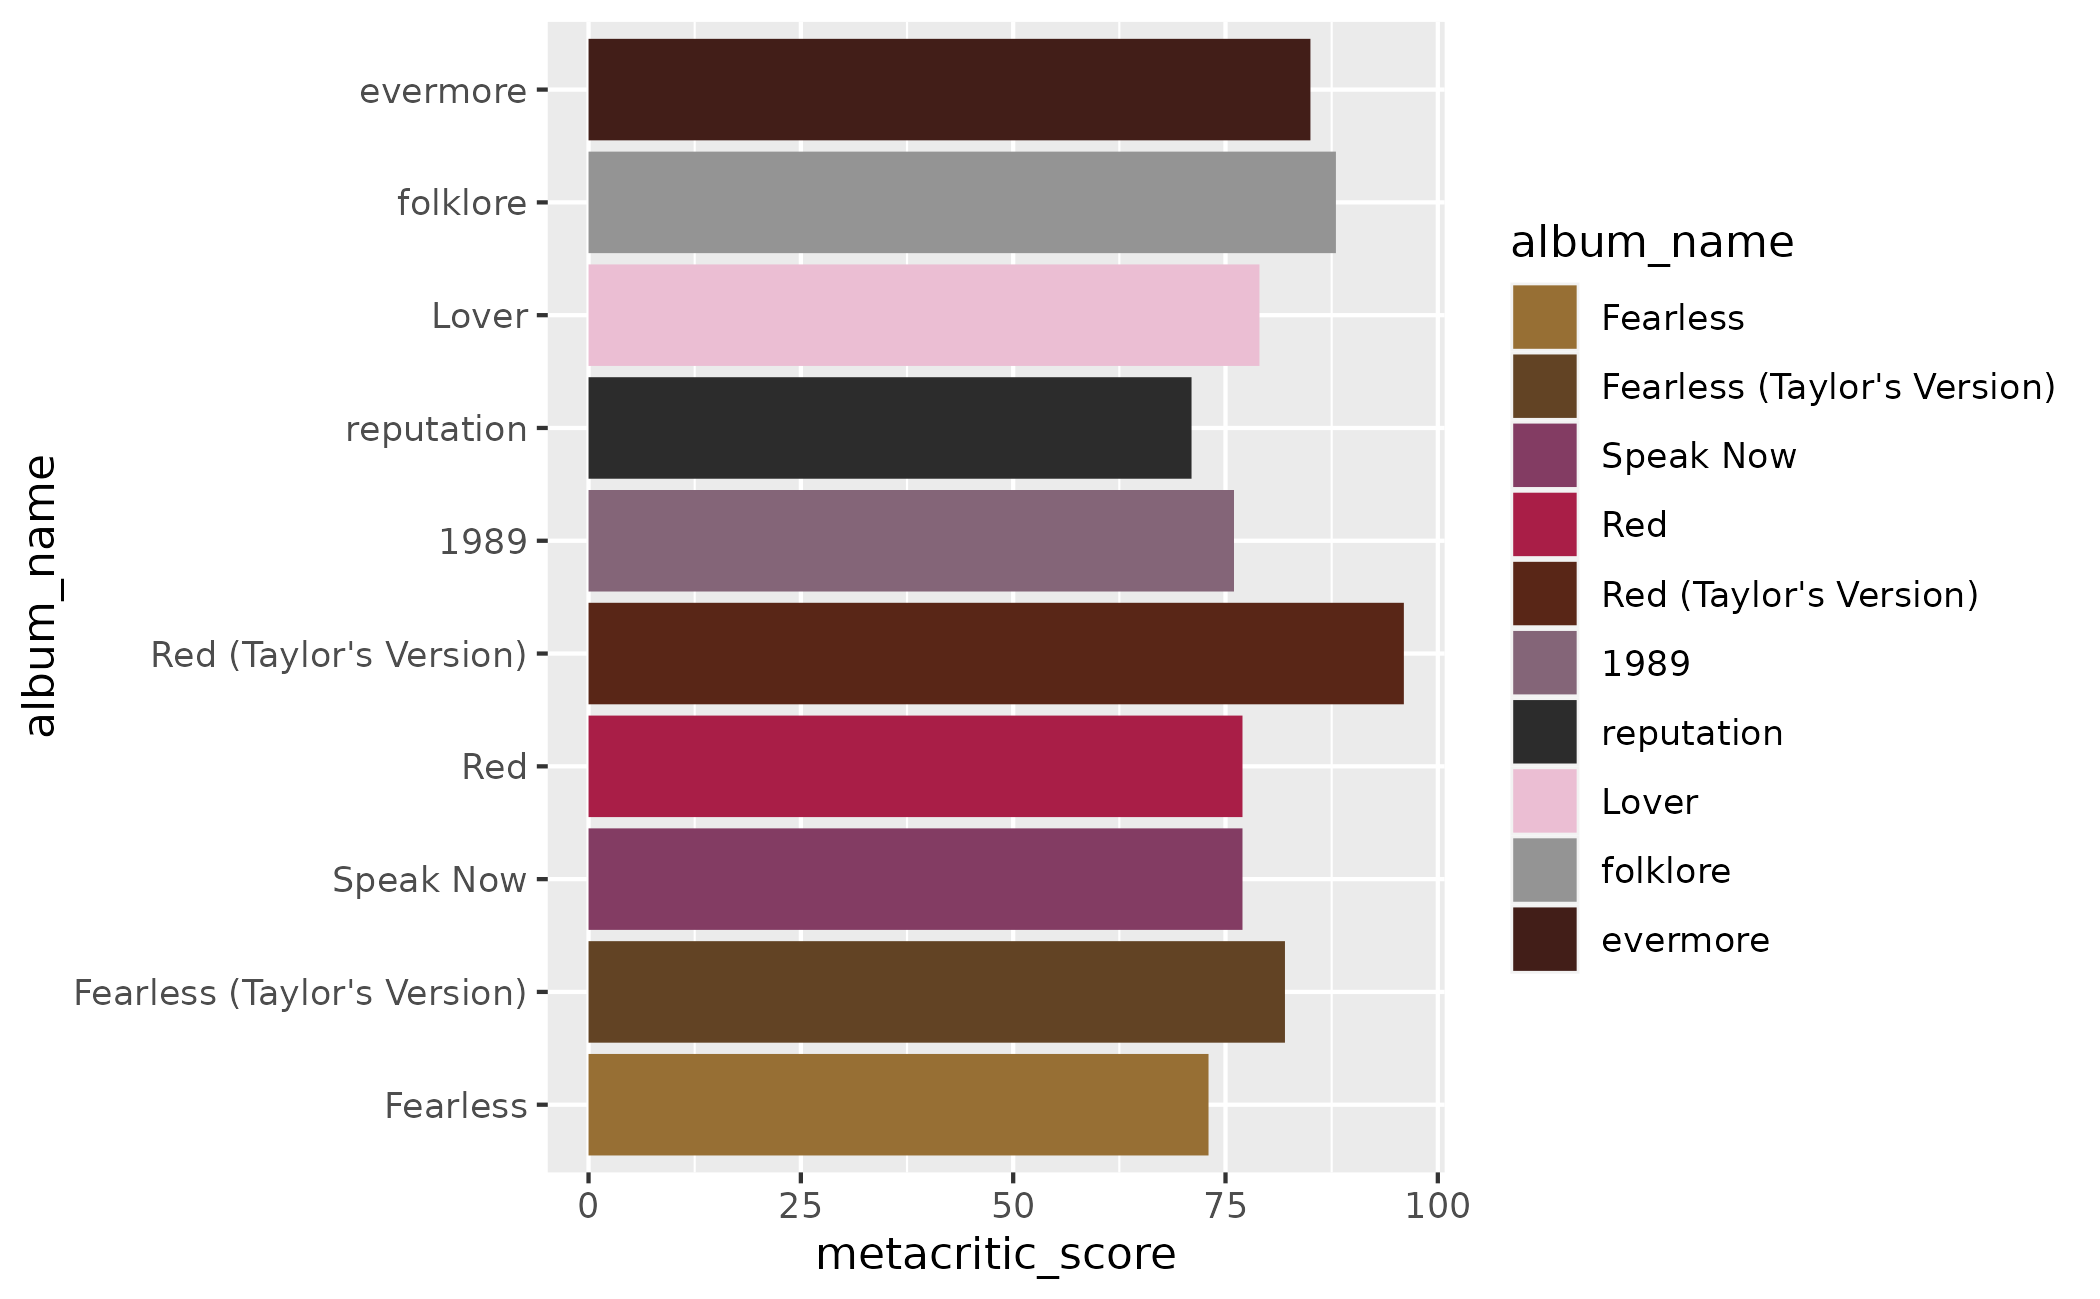 evermore
folklore
Lover
reputation
1989
Red (Taylor's Version)
Red
Speak Now
Fearless (Taylor's Version)
Fearless
album_name
0 25 50 75 100
metacritic_score
album_name
Fearless
Fearless (Taylor's Version)
Speak Now
Red
Red (Taylor's Version)
1989
reputation
Lover
folklore
evermore